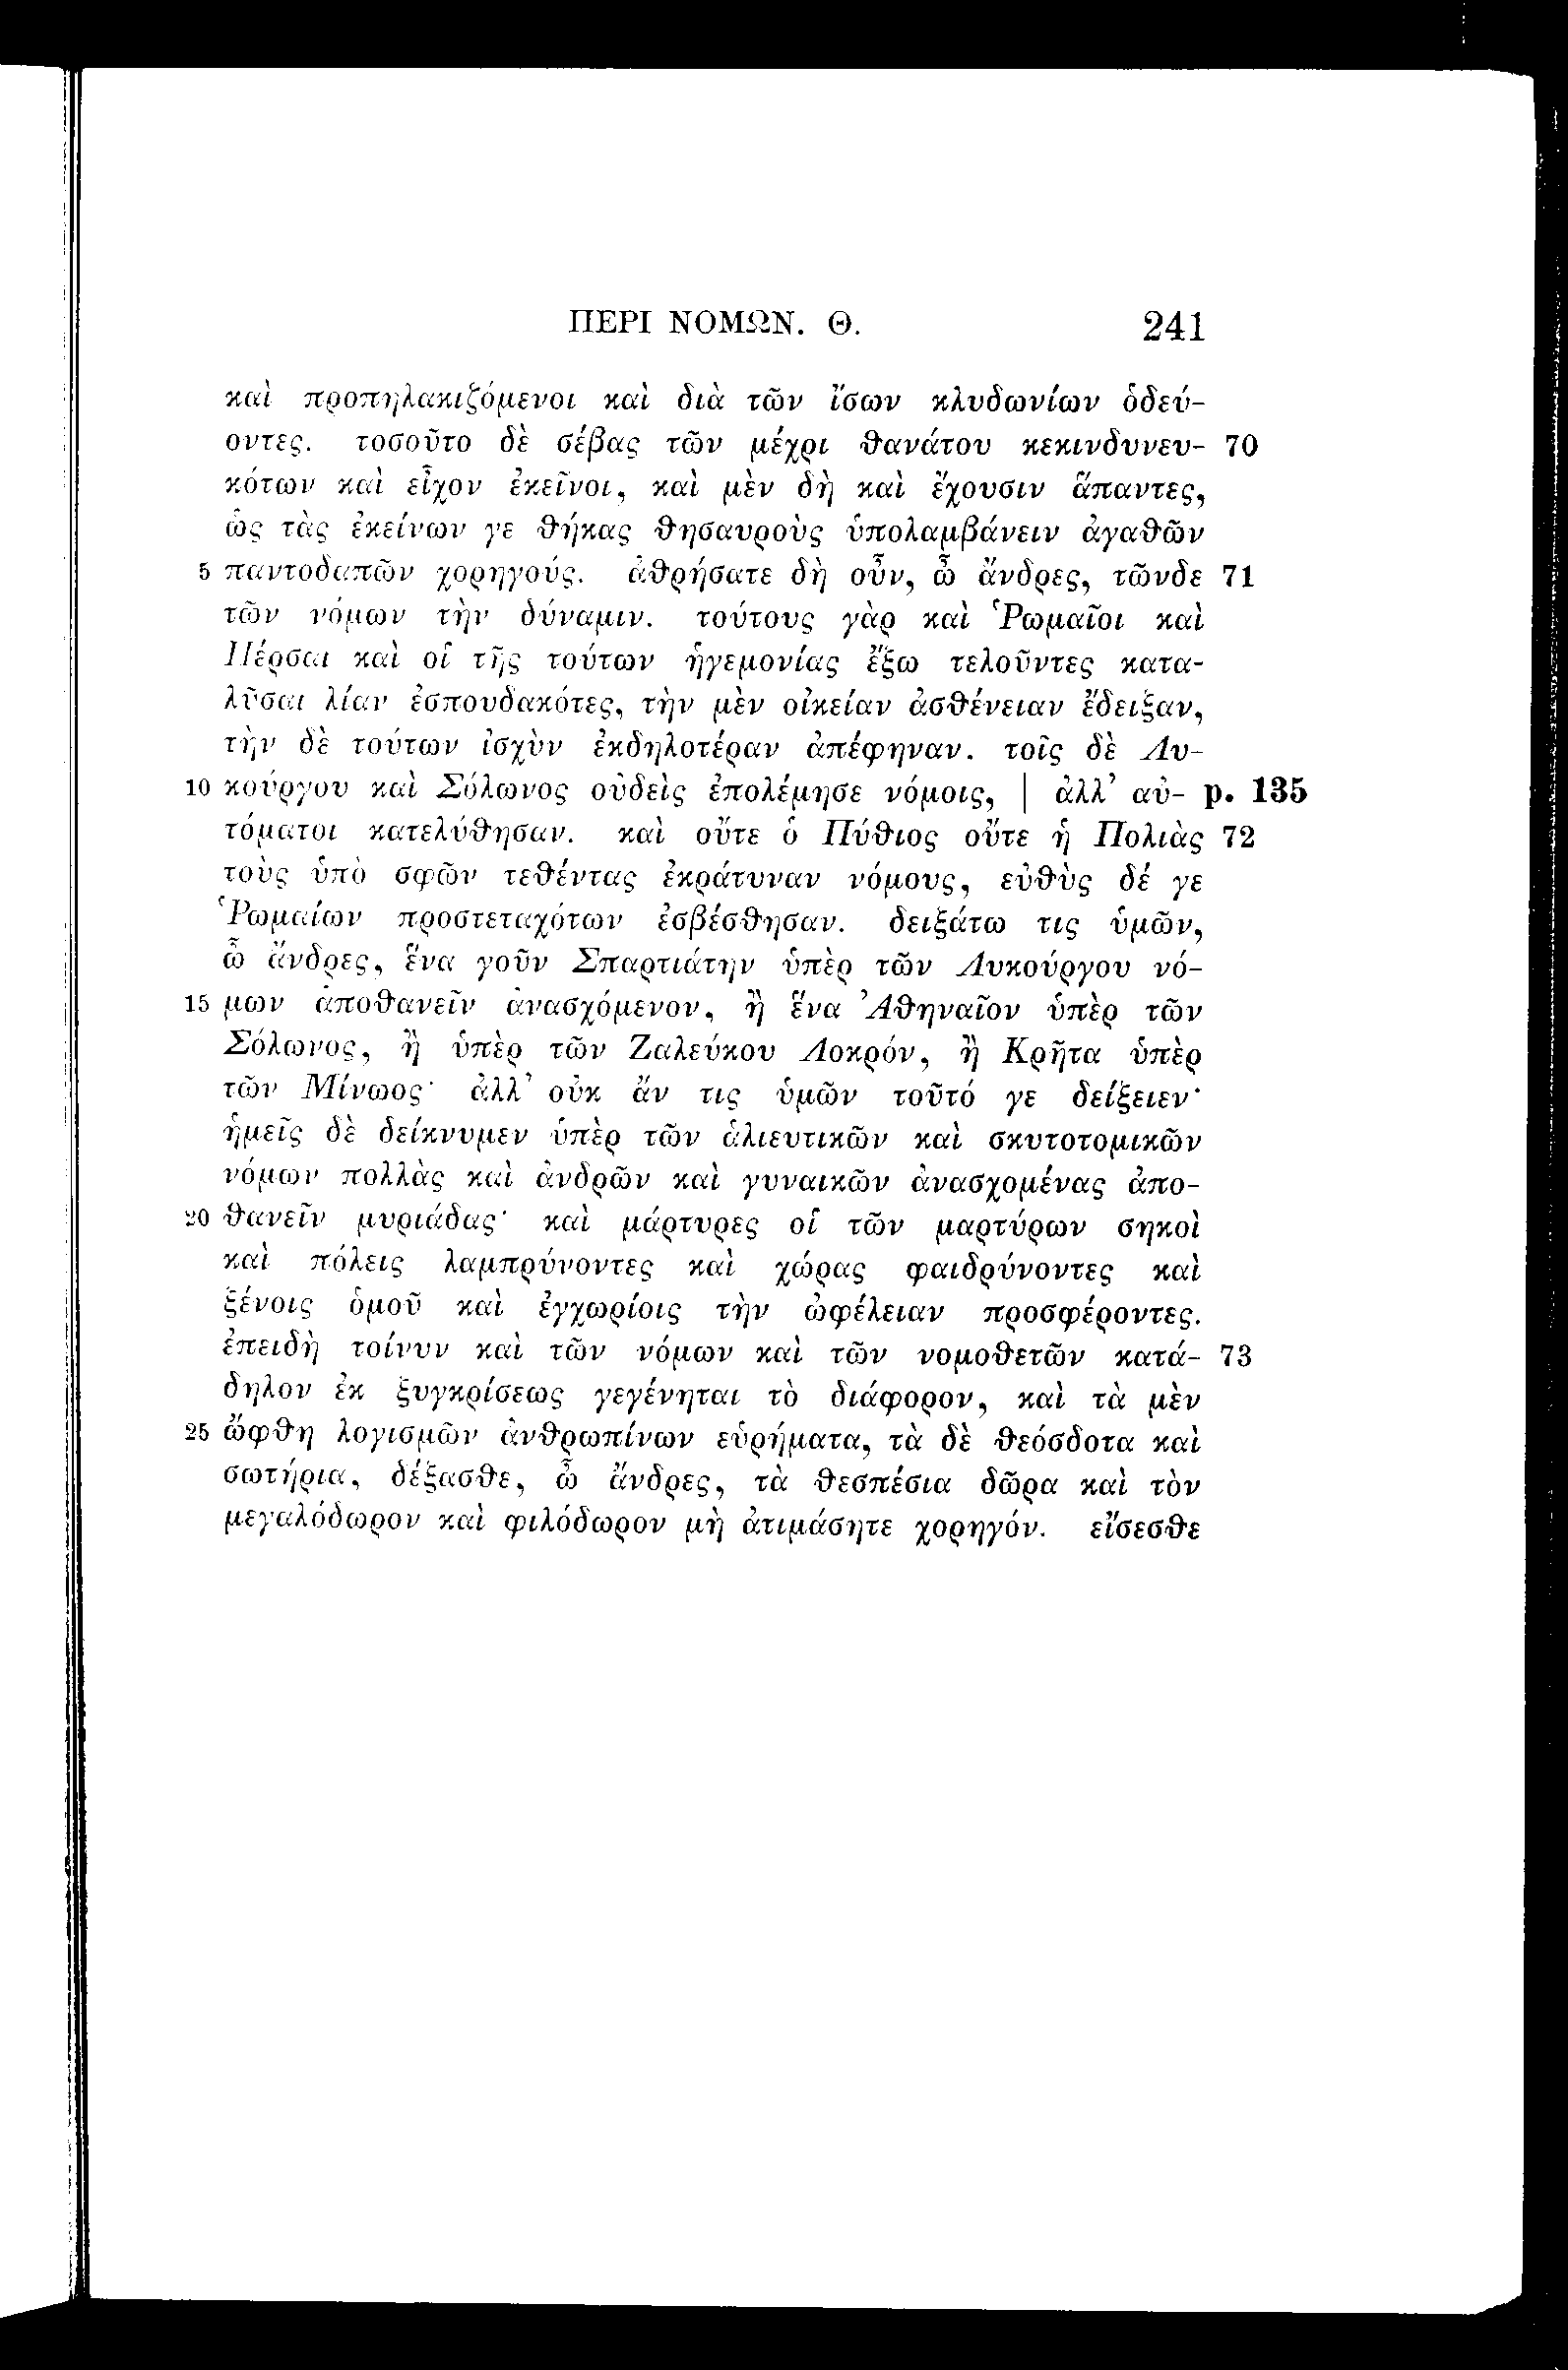 ΠΕΡΙ ΝΟΜΩΝ. Θ. 241
καὶ προπηλακιζόμενοι καὶ διὰ τῶν ἴσων κλυδωνίων ὁδεύ-
οντες. τοσοῦτο δὲ σέβας τῶν μέχρι θανάτου κεκινδυνευ- 70
κότων καὶ εἶχον ἐκεῖνοι, καὶ μὲν δὴ καὶ ἔχουσιν ἅπαντες,
ὡς τὰς ἐκείνων γε θήκας θησαυροὺς ὑπολαμβάνειν ἀγαθῶν
5 παντοδαπῶν χορηγούς. ἀθρήσατε δὴ οὖν, ὦ ἄνδρες, τῶνδε 71
τῶν νόμων τὴν δύναμιν. τούτους γὰρ καὶ Ῥωμαῖοι καὶ
Πέρσαι καὶ οἱ τῆς τούτων ἡγεμονίας ἔξω τελοῦντες κατα-
λῦσαι λίαν ἐσπουδακότες, τὴν μὲν οἰκείαν ἀσθένειαν ἔδειξαν,
τὴν δὲ τούτων ἰσχὺν ἐκδηλοτέραν ἀπέφηναν. τοῖς δὲ Λυ-
10 κούργου καὶ Σόλωνος οὐδεὶς ἐπολέμησε νόμοις, | ἀλλ’ αὐ- p. 135
τόματοι κατελύθησαν. καὶ οὔτε ὁ Πύθιος οὔτε ἡ Πολιὰς 72
τοὺς ὑπὸ σφῶν τεθέντας ἐκράτυναν νόμους, εὐθὺς δέ γε
Ῥωμαίων προστεταχότων ἐσβέσθησαν. δειξάτω τις ὑμῶν,
ὦ ἄνδρες, ἕνα γοῦν Σπαρτιάτην ὑπὲρ τῶν Λυκούργου νό-
15 μων ἀποθανεῖν ἀνασχόμενον, ἢ ἕνα Ἀθηναῖον ὑπὲρ τῶν
Σόλωνος, ἢ ὑπὲρ τῶν Ζαλεύκου Λοκρόν, ἢ Κρῆτα ὑπὲρ
τῶν Μίνωος· ἀλλ’ οὐκ ἄν τις ὑμῶν τοῦτό γε δείξειεν·
ἡμεῖς δὲ δείκνυμεν ὑπὲρ τῶν ἁλιευτικῶν καὶ σκυτοτομικῶν
νόμων πολλὰς καὶ ἀνδρῶν καὶ γυναικῶν ἀνασχομένας ἀπο-
20 θανεῖν μυριάδας· καὶ μάρτυρες οἱ τῶν μαρτύρων σηκοὶ
καὶ πόλεις λαμπρύνοντες καὶ χώρας φαιδρύνοντες καὶ
ξένοις ὁμοῦ καὶ ἐγχωρίοις τὴν ὠφέλειαν προσφέροντες.
ἐπειδὴ τοίνυν καὶ τῶν νόμων καὶ τῶν νομοθετῶν κατά- 73
δηλον ἐκ ξυγκρίσεως γεγένηται τὸ διάφορον, καὶ τὰ μὲν
25 ὤφθη λογισμῶν ἀνθρωπίνων εὑρήματα, τὰ δὲ θεόσδοτα καὶ
σωτήρια, δέξασθε, ὦ ἄνδρες, τὰ θεσπέσια δῶρα καὶ τὸν
μεγαλόδωρον καὶ φιλόδωρον μὴ ἀτιμάσητε χορηγόν. εἴσεσθε